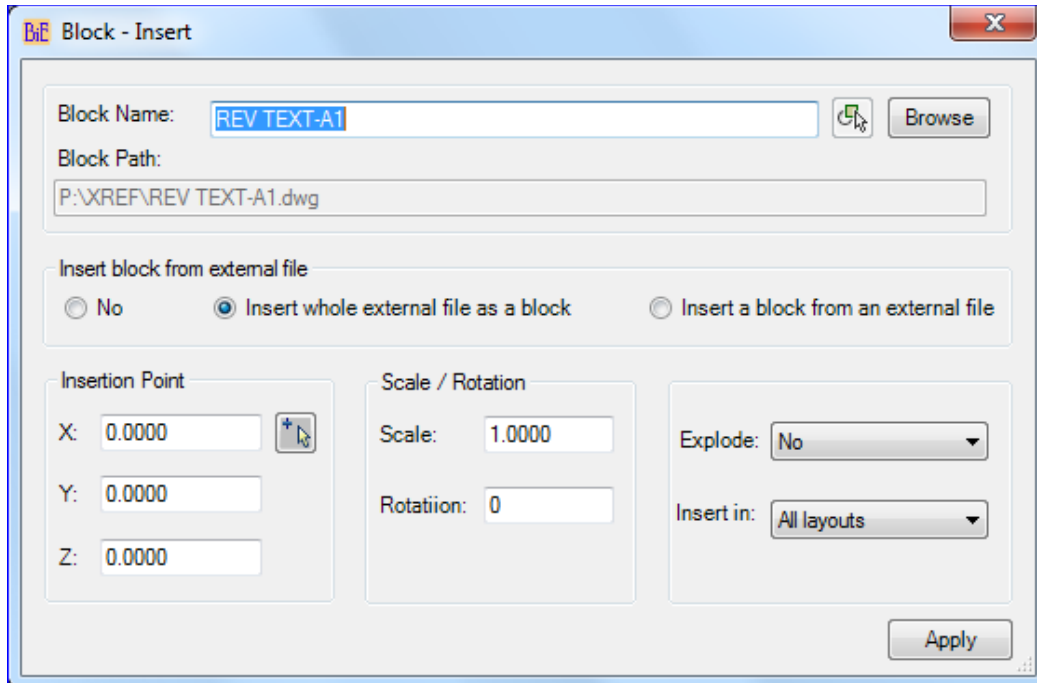 BiE Block - Insert
Block Name: REV TEXT-A1 Browse
Block Path:
P:\XREF\REV TEXT-A1.dwg
Insert block from external file
No Insert whole external file as a block Insert a block from an external file
Insertion Point Scale / Rotation
X: 0.0000 Scale: 1.0000 Explode: No
Y: 0.0000 Rotatiion: 0 Insert in: All layouts
Z: 0.0000
Apply